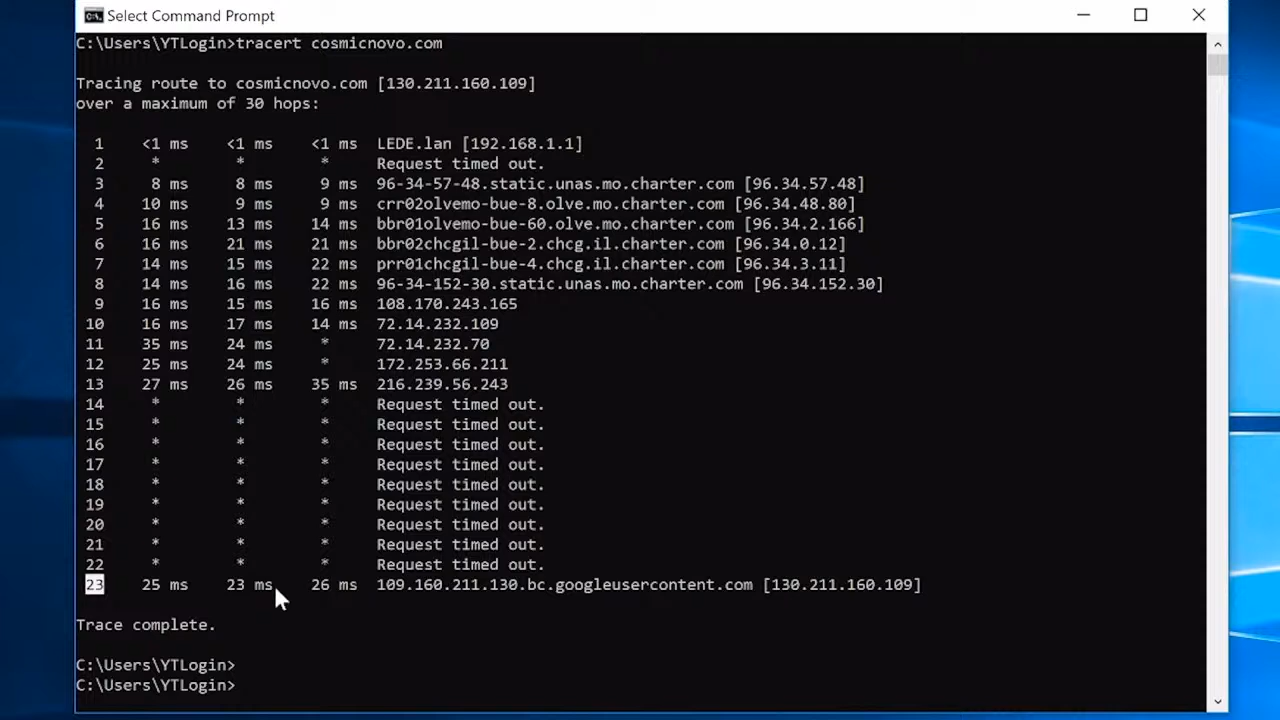 Select Command Prompt
C:\Users\YTLogin>tracert cosmicnovo.com
Tracing route to cosmicnovo.com [130.211.160.109]
over a maximum of 30 hops:
1 <1 ms <1 ms <1 ms LEDE.lan [192.168.1.1]
2 * * * Request timed out.
3 8 ms 8 ms 9 ms 96-34-57-48.static.unas.mo.charter.com [96.34.57.48]
4 10 ms 9 ms 9 ms crr02olvemo-bue-8.olve.mo.charter.com [96.34.48.80]
5 16 ms 13 ms 14 ms bbr01olvemo-bue-60.olve.mo.charter.com [96.34.2.166]
6 16 ms 21 ms 21 ms bbr02chcgil-bue-2.chcg.il.charter.com [96.34.0.12]
7 14 ms 15 ms 22 ms prr01chcgil-bue-4.chcg.il.charter.com [96.34.3.11]
8 14 ms 16 ms 22 ms 96-34-152-30.static.unas.mo.charter.com [96.34.152.30]
9 16 ms 15 ms 16 ms 108.170.243.165
10 16 ms 17 ms 14 ms 72.14.232.109
11 35 ms 24 ms * 72.14.232.70
12 25 ms 24 ms * 172.253.66.211
13 27 ms 26 ms 35 ms 216.239.56.243
14 * * * Request timed out.
15 * * * Request timed out.
16 * * * Request timed out.
17 * * * Request timed out.
18 * * * Request timed out.
19 * * * Request timed out.
20 * * * Request timed out.
21 * * * Request timed out.
22 * * * Request timed out.
23 25 ms 23 ms 26 ms 109.160.211.130.bc.googleusercontent.com [130.211.160.109]
Trace complete.
C:\Users\YTLogin>
C:\Users\YTLogin>